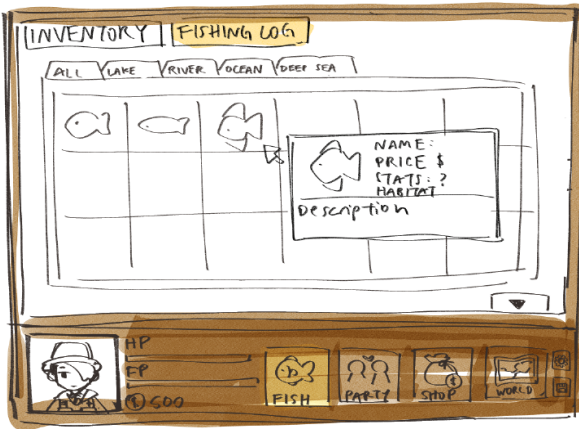 INVENTORY
FISHING LOG
ALL LAKE RIVER OCEAN DEEP SEA
NAME:
PRICE $
STATS: ?
HABITAT
Description
HP
FP
$ 500
FISH PARTY SHOP WORLD
$